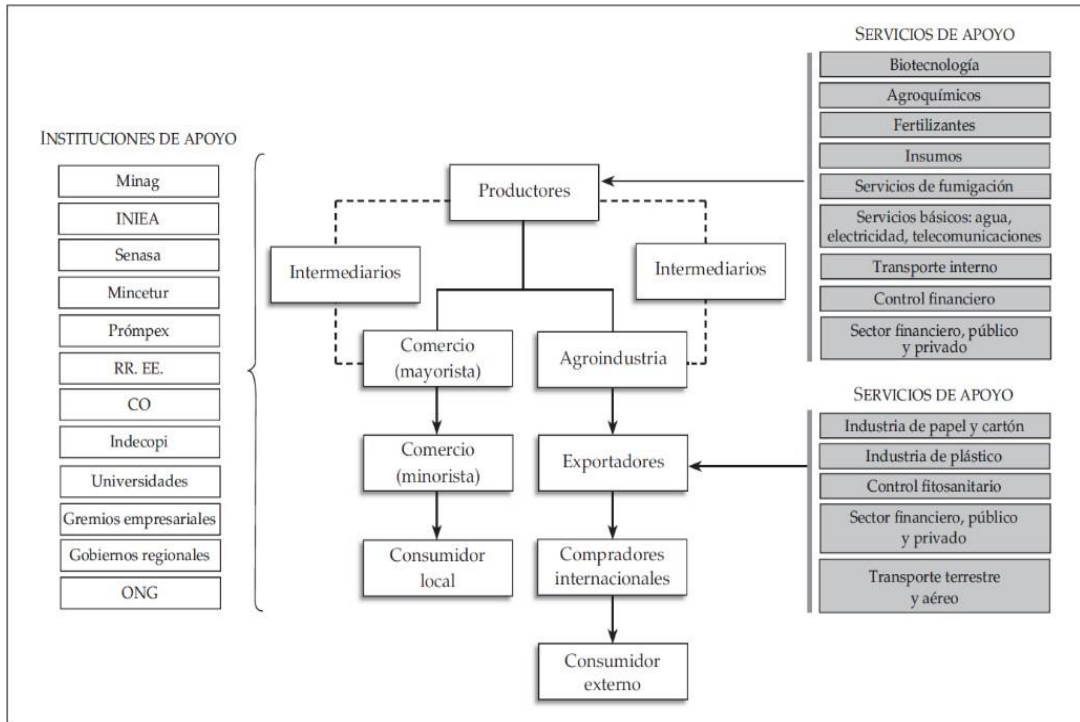 INSTITUCIONES DE APOYO
Minag
INIEA
Senasa
Mincetur
Prómpex
RR. EE.
CO
Indecopi
Universidades
Gremios empresariales
Gobiernos regionales
ONG
Productores
Intermediarios
Intermediarios
Comercio
(mayorista)
Agroindustria
Comercio
(minorista)
Exportadores
Consumidor
local
Compradores
internacionales
Consumidor
externo
SERVICIOS DE APOYO
Biotecnología
Agroquímicos
Fertilizantes
Insumos
Servicios de fumigación
Servicios básicos: agua,
electricidad, telecomunicaciones
Transporte interno
Control financiero
Sector financiero, público
y privado
SERVICIOS DE APOYO
Industria de papel y cartón
Industria de plástico
Control fitosanitario
Sector financiero, público
y privado
Transporte terrestre
y aéreo